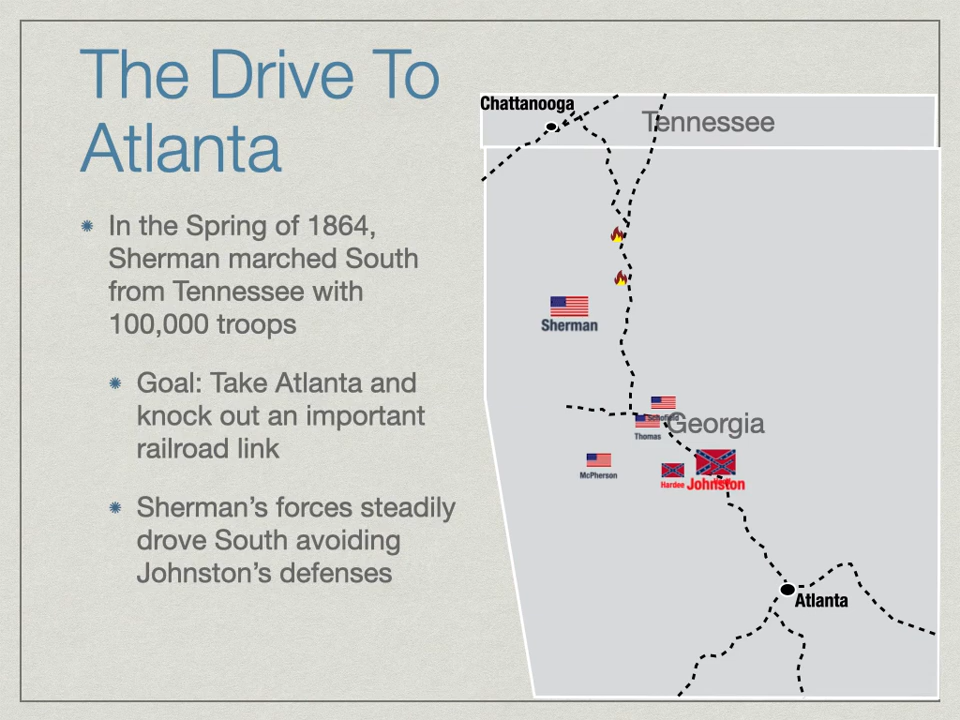 The Drive To
Atlanta
In the Spring of 1864,
Sherman marched South
from Tennessee with
100,000 troops
Goal: Take Atlanta and
knock out an important
railroad link
Sherman’s forces steadily
drove South avoiding
Johnston’s defenses
Chattanooga
Tennessee
Sherman
Schofield
Georgia
Thomas
McPherson
Hardee
Johnston
Atlanta